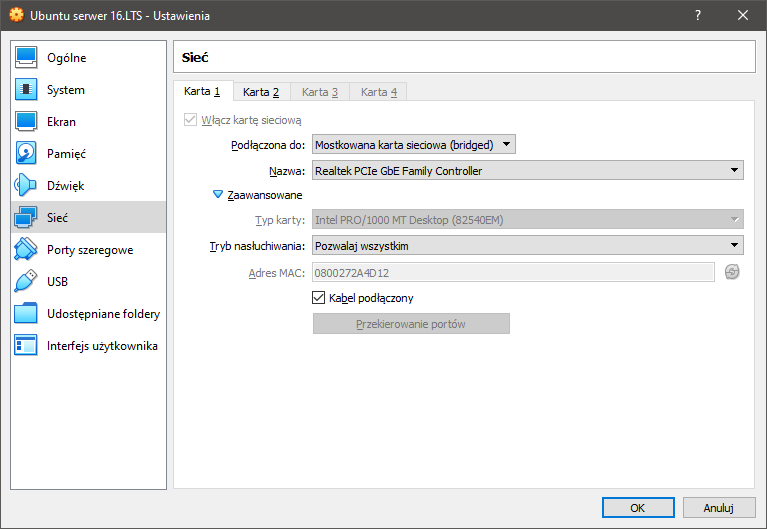 Ubuntu serwer 16.LTS - Ustawienia
?
Ogólne
System
Ekran
Pamięć
Dźwięk
Sieć
Porty szeregowe
USB
Udostępniane foldery
Interfejs użytkownika
Sieć
Karta 1 Karta 2 Karta 3 Karta 4
Włącz kartę sieciową
Podłączona do: Mostkowana karta sieciowa (bridged)
Nazwa: Realtek PCIe GbE Family Controller
Zaawansowane
Typ karty: Intel PRO/1000 MT Desktop (82540EM)
Tryb nasłuchiwania: Pozwalaj wszystkim
Adres MAC: 0800272A4D12
Kabel podłączony
Przekierowanie portów
OK Anuluj